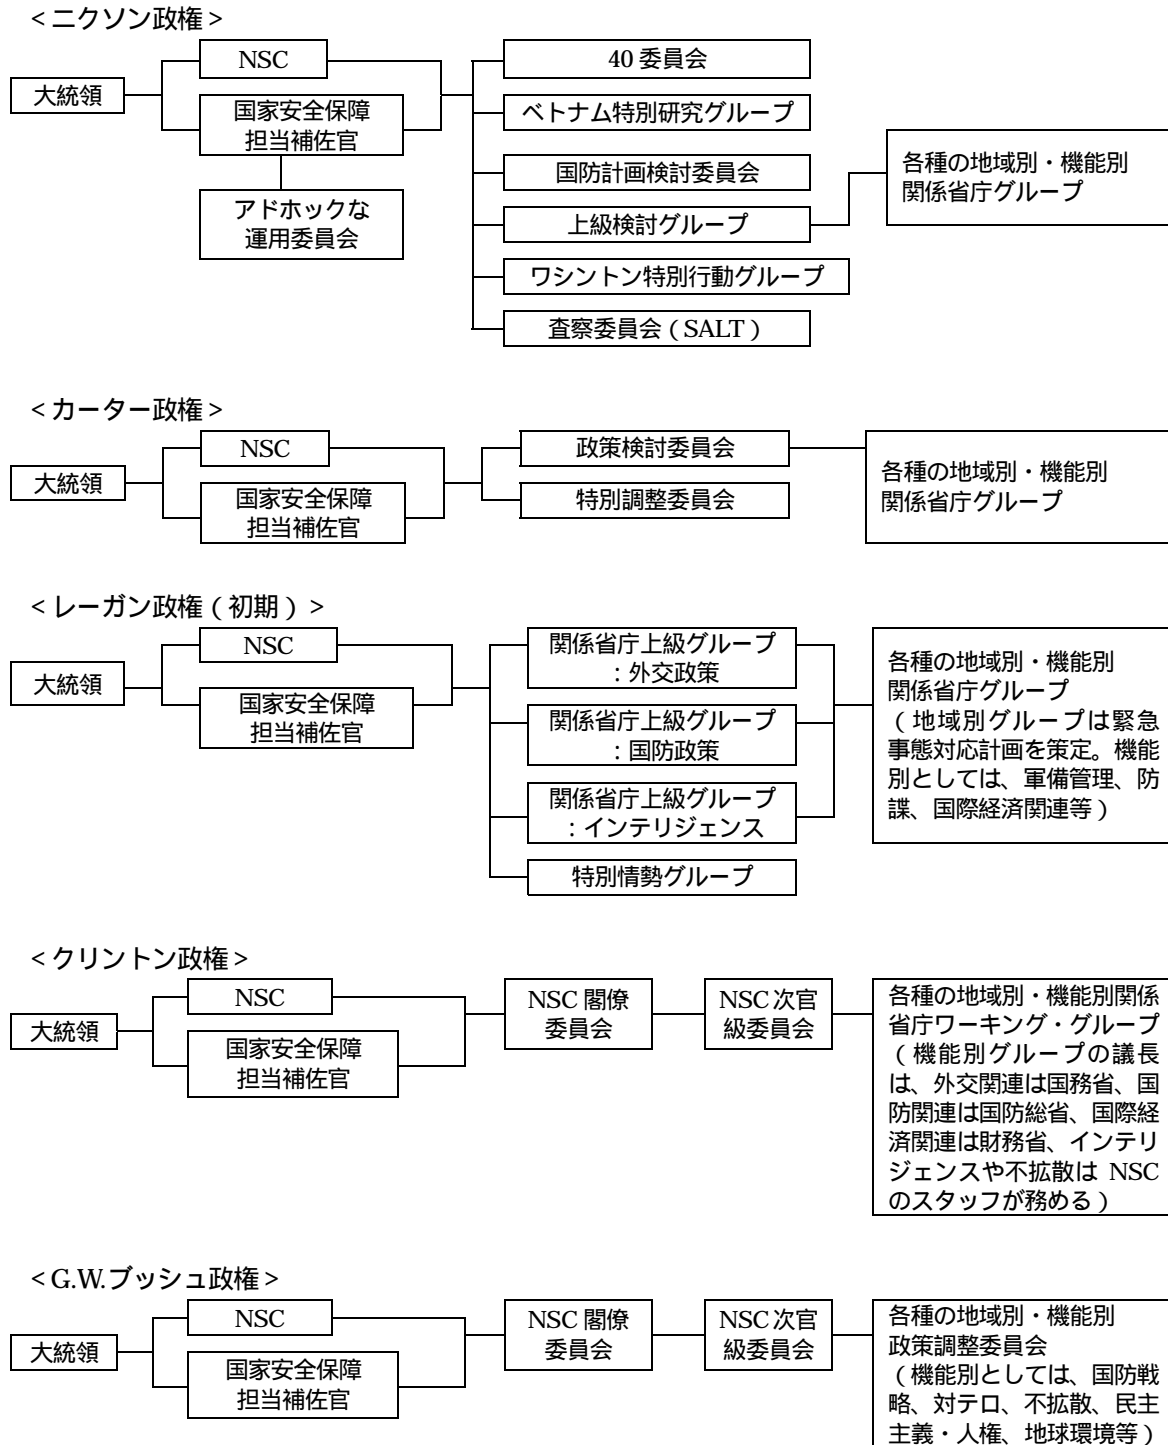 ＜ニクソン政権＞
NSC
40 委員会
大統領
国家安全保障
担当補佐官
ベトナム特別研究グループ
国防計画検討委員会
各種の地域別・機能別
関係省庁グループ
アドホックな
運用委員会
上級検討グループ
ワシントン特別行動グループ
査察委員会（SALT）
＜カーター政権＞
NSC
政策検討委員会
大統領
国家安全保障
担当補佐官
特別調整委員会
各種の地域別・機能別
関係省庁グループ
＜レーガン政権（初期）＞
NSC
大統領
国家安全保障
担当補佐官
関係省庁上級グループ
：外交政策
関係省庁上級グループ
：国防政策
関係省庁上級グループ
：インテリジェンス
特別情勢グループ
各種の地域別・機能別
関係省庁グループ
（地域別グループは緊急
事態対応計画を策定。機能
別としては、軍備管理、防
諜、国際経済関連等）
＜クリントン政権＞
NSC
大統領
国家安全保障
担当補佐官
NSC 閣僚
委員会
NSC 次官
級委員会
各種の地域別・機能別関係
省庁ワーキング・グループ
（機能別グループの議長
は、外交関連は国務省、国
防関連は国防総省、国際経
済関連は財務省、インテリ
ジェンスや不拡散は NSC
のスタッフが務める）
＜G.W.ブッシュ政権＞
NSC
大統領
国家安全保障
担当補佐官
NSC 閣僚
委員会
NSC 次官
級委員会
各種の地域別・機能別
政策調整委員会
（機能別としては、国防戦
略、対テロ、不拡散、民主
主義・人権、地球環境等）